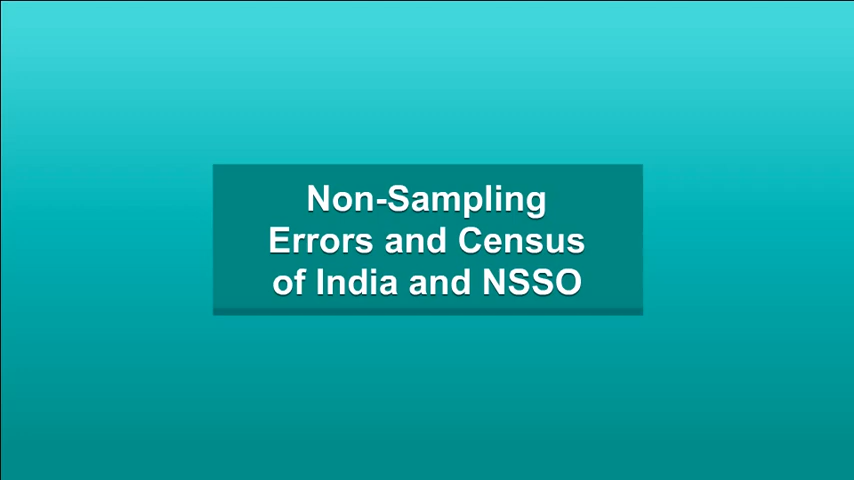 Non-Sampling
Errors and Census
of India and NSSO